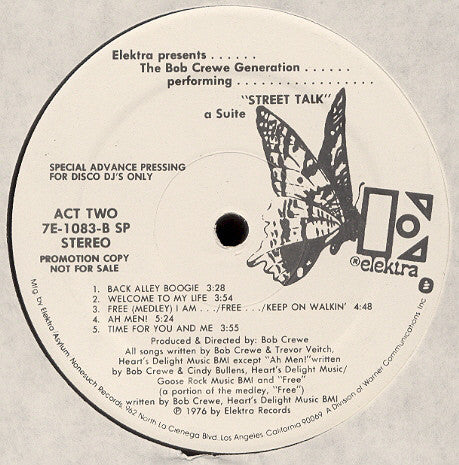 Elektra presents . . . . . .
The Bob Crewe Generation . . . . . .
performing . . . . . . . . . . . . . . . . . .
"STREET TALK"
a Suite
SPECIAL ADVANCE PRESSING
FOR DISCO DJ'S ONLY
ACT TWO
7E-1083-B SP
STEREO
PROMOTION COPY
NOT FOR SALE
® elektra
1. BACK ALLEY BOOGIE 3:28
2. WELCOME TO MY LIFE 3:54
3. FREE (MEDLEY) I AM . . ./FREE . . ./KEEP ON WALKIN' 4:48
4. AH MEN! 5:24
5. TIME FOR YOU AND ME 3:55
Produced & Directed by: Bob Crewe
All songs written by Bob Crewe & Trevor Veitch,
Heart's Delight Music BMI except "Ah Men!"written
by Bob Crewe & Cindy Bullens, Heart's Delight Music/
Goose Rock Music BMI and "Free"
(a portion of the medley, "Free")
written by Bob Crewe, Heart's Delight Music BMI
℗ 1976 by Elektra Records
Mfg by Elektra/Asylum/Nonesuch Records, 962 North La Cienega Blvd., Los Angeles, California 90069 A Division of Warner Communications Inc